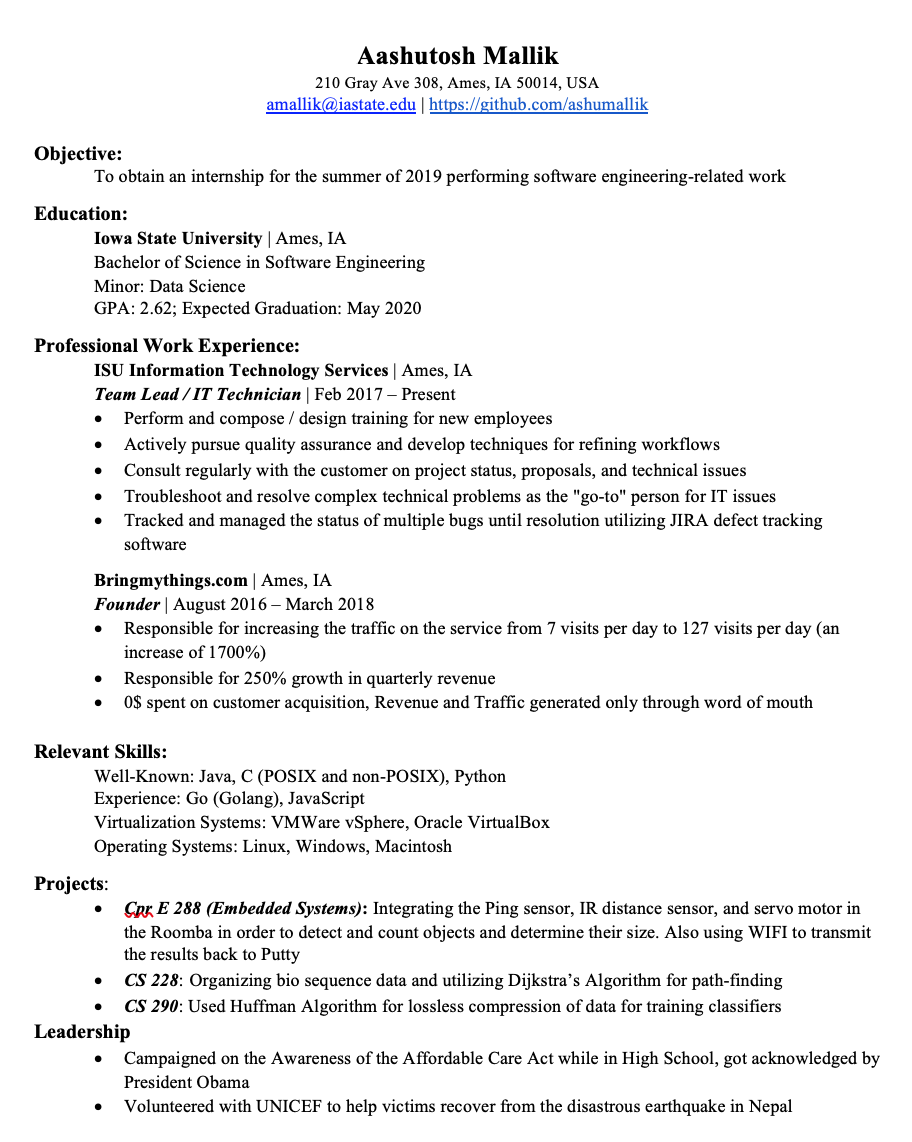 Aashutosh Mallik
210 Gray Ave 308, Ames, IA 50014, USA
amallik@iastate.edu | https://github.com/ashumallik
Objective:
To obtain an internship for the summer of 2019 performing software engineering-related work
Education:
Iowa State University | Ames, IA
Bachelor of Science in Software Engineering
Minor: Data Science
GPA: 2.62; Expected Graduation: May 2020
Professional Work Experience:
ISU Information Technology Services | Ames, IA
Team Lead / IT Technician | Feb 2017 – Present
• Perform and compose / design training for new employees
• Actively pursue quality assurance and develop techniques for refining workflows
• Consult regularly with the customer on project status, proposals, and technical issues
• Troubleshoot and resolve complex technical problems as the "go-to" person for IT issues
• Tracked and managed the status of multiple bugs until resolution utilizing JIRA defect tracking
software
Bringmythings.com | Ames, IA
Founder | August 2016 – March 2018
• Responsible for increasing the traffic on the service from 7 visits per day to 127 visits per day (an
increase of 1700%)
• Responsible for 250% growth in quarterly revenue
• 0$ spent on customer acquisition, Revenue and Traffic generated only through word of mouth
Relevant Skills:
Well-Known: Java, C (POSIX and non-POSIX), Python
Experience: Go (Golang), JavaScript
Virtualization Systems: VMWare vSphere, Oracle VirtualBox
Operating Systems: Linux, Windows, Macintosh
Projects:
• Cpr E 288 (Embedded Systems): Integrating the Ping sensor, IR distance sensor, and servo motor in
the Roomba in order to detect and count objects and determine their size. Also using WIFI to transmit
the results back to Putty
• CS 228: Organizing bio sequence data and utilizing Dijkstra’s Algorithm for path-finding
• CS 290: Used Huffman Algorithm for lossless compression of data for training classifiers
Leadership
• Campaigned on the Awareness of the Affordable Care Act while in High School, got acknowledged by
President Obama
• Volunteered with UNICEF to help victims recover from the disastrous earthquake in Nepal